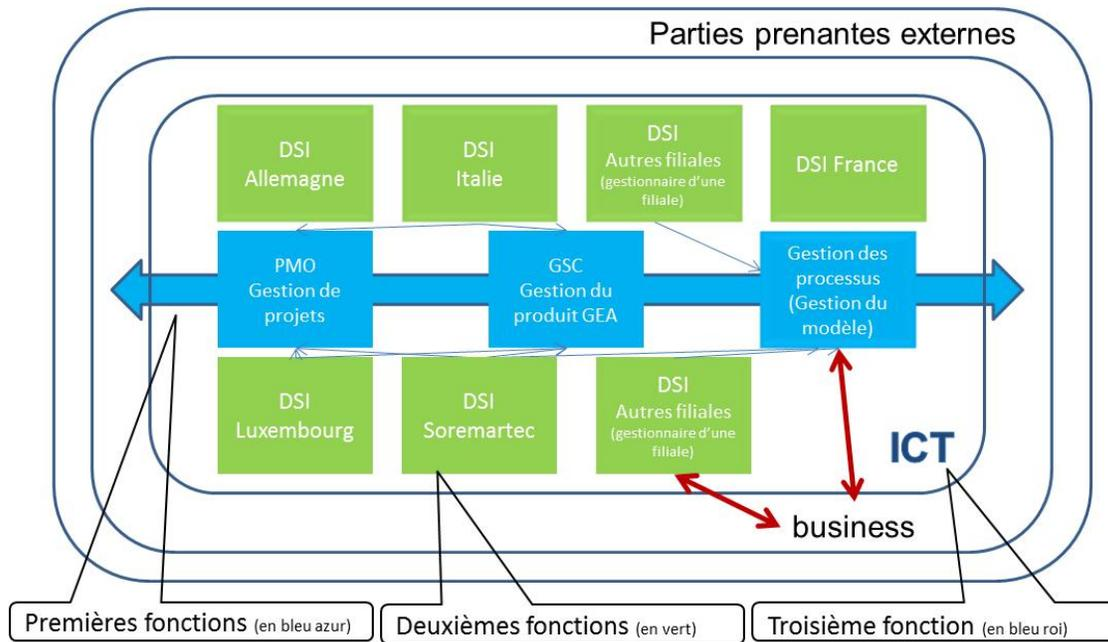 Parties prenantes externes
DSI
Allemagne
DSI
Italie
DSI
Autres filiales
(gestionnaire d'une
filiale)
DSI France
PMO
Gestion de
projets
GSC
Gestion du
produit GEA
Gestion des
processus
(Gestion du
modèle)
DSI
Luxembourg
DSI
Soremartec
DSI
Autres filiales
(gestionnaire d'une
filiale)
ICT
business
Premières fonctions (en bleu azur)
Deuxièmes fonctions (en vert)
Troisième fonction (en bleu roi)